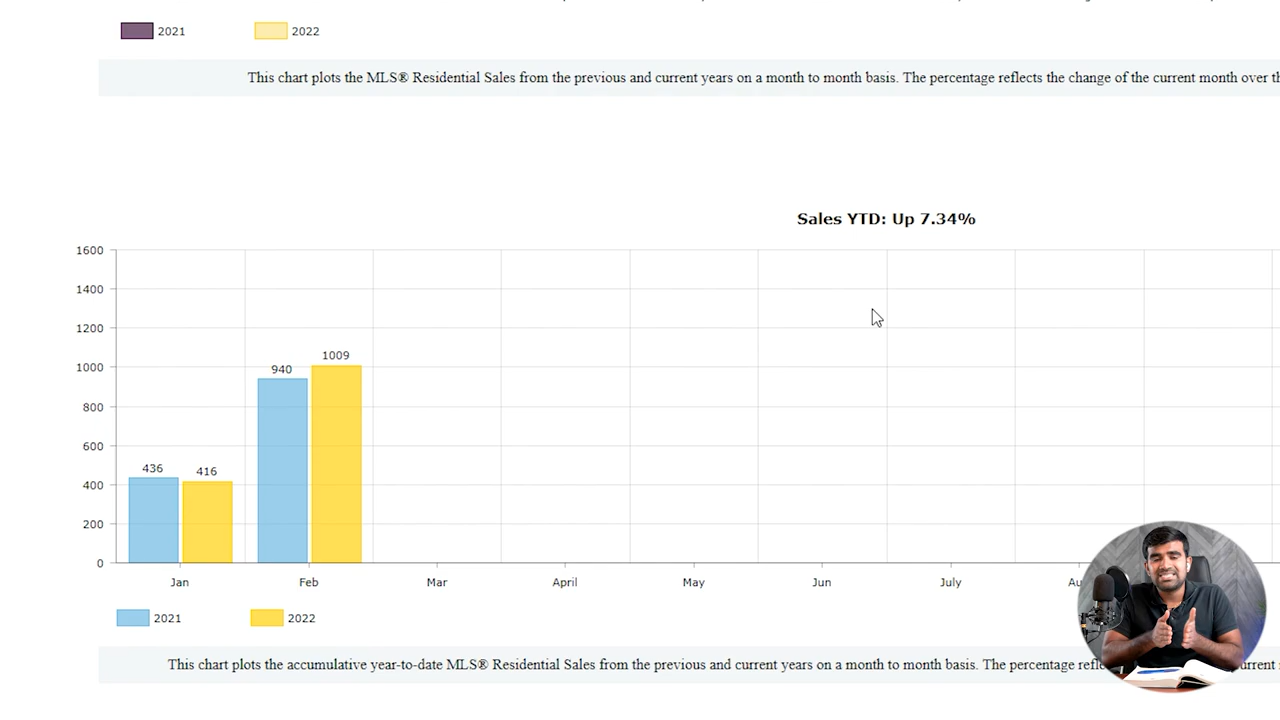 2021 2022
This chart plots the MLS® Residential Sales from the previous and current years on a month to month basis. The percentage reflects the change of the current month over
Sales YTD: Up 7.34%
1600
1400
1200
1000
800
600
400
200
0
436 416 940 1009
Jan Feb Mar April May Jun July
2021 2022
This chart plots the accumulative year-to-date MLS® Residential Sales from the previous and current years on a month to month basis. The percentage